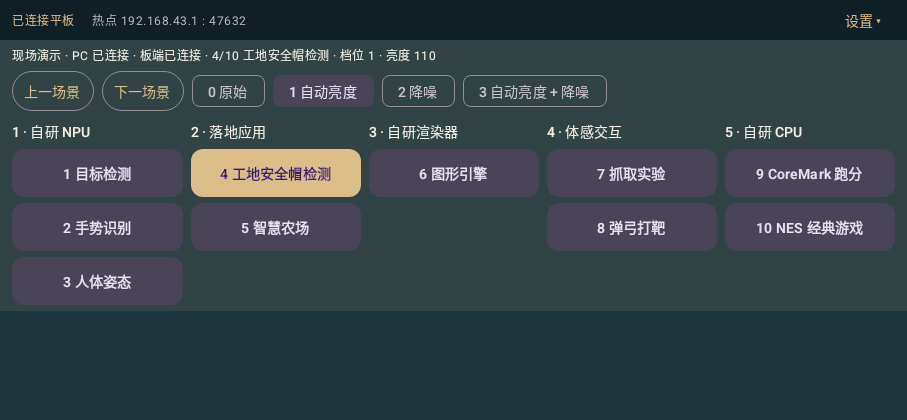 已连接平板 热点 192.168.43.1 : 47632 设置 ▾
现场演示 · PC 已连接 · 板端已连接 · 4/10 工地安全帽检测 · 档位 1 · 亮度 110
上一场景 下一场景 0 原始 1 自动亮度 2 降噪 3 自动亮度 + 降噪
1 · 自研 NPU 2 · 落地应用 3 · 自研渲染器 4 · 体感交互 5 · 自研 CPU
1 目标检测 4 工地安全帽检测 6 图形引擎 7 抓取实验 9 CoreMark 跑分
2 手势识别 5 智慧农场 8 弹弓打靶 10 NES 经典游戏
3 人体姿态